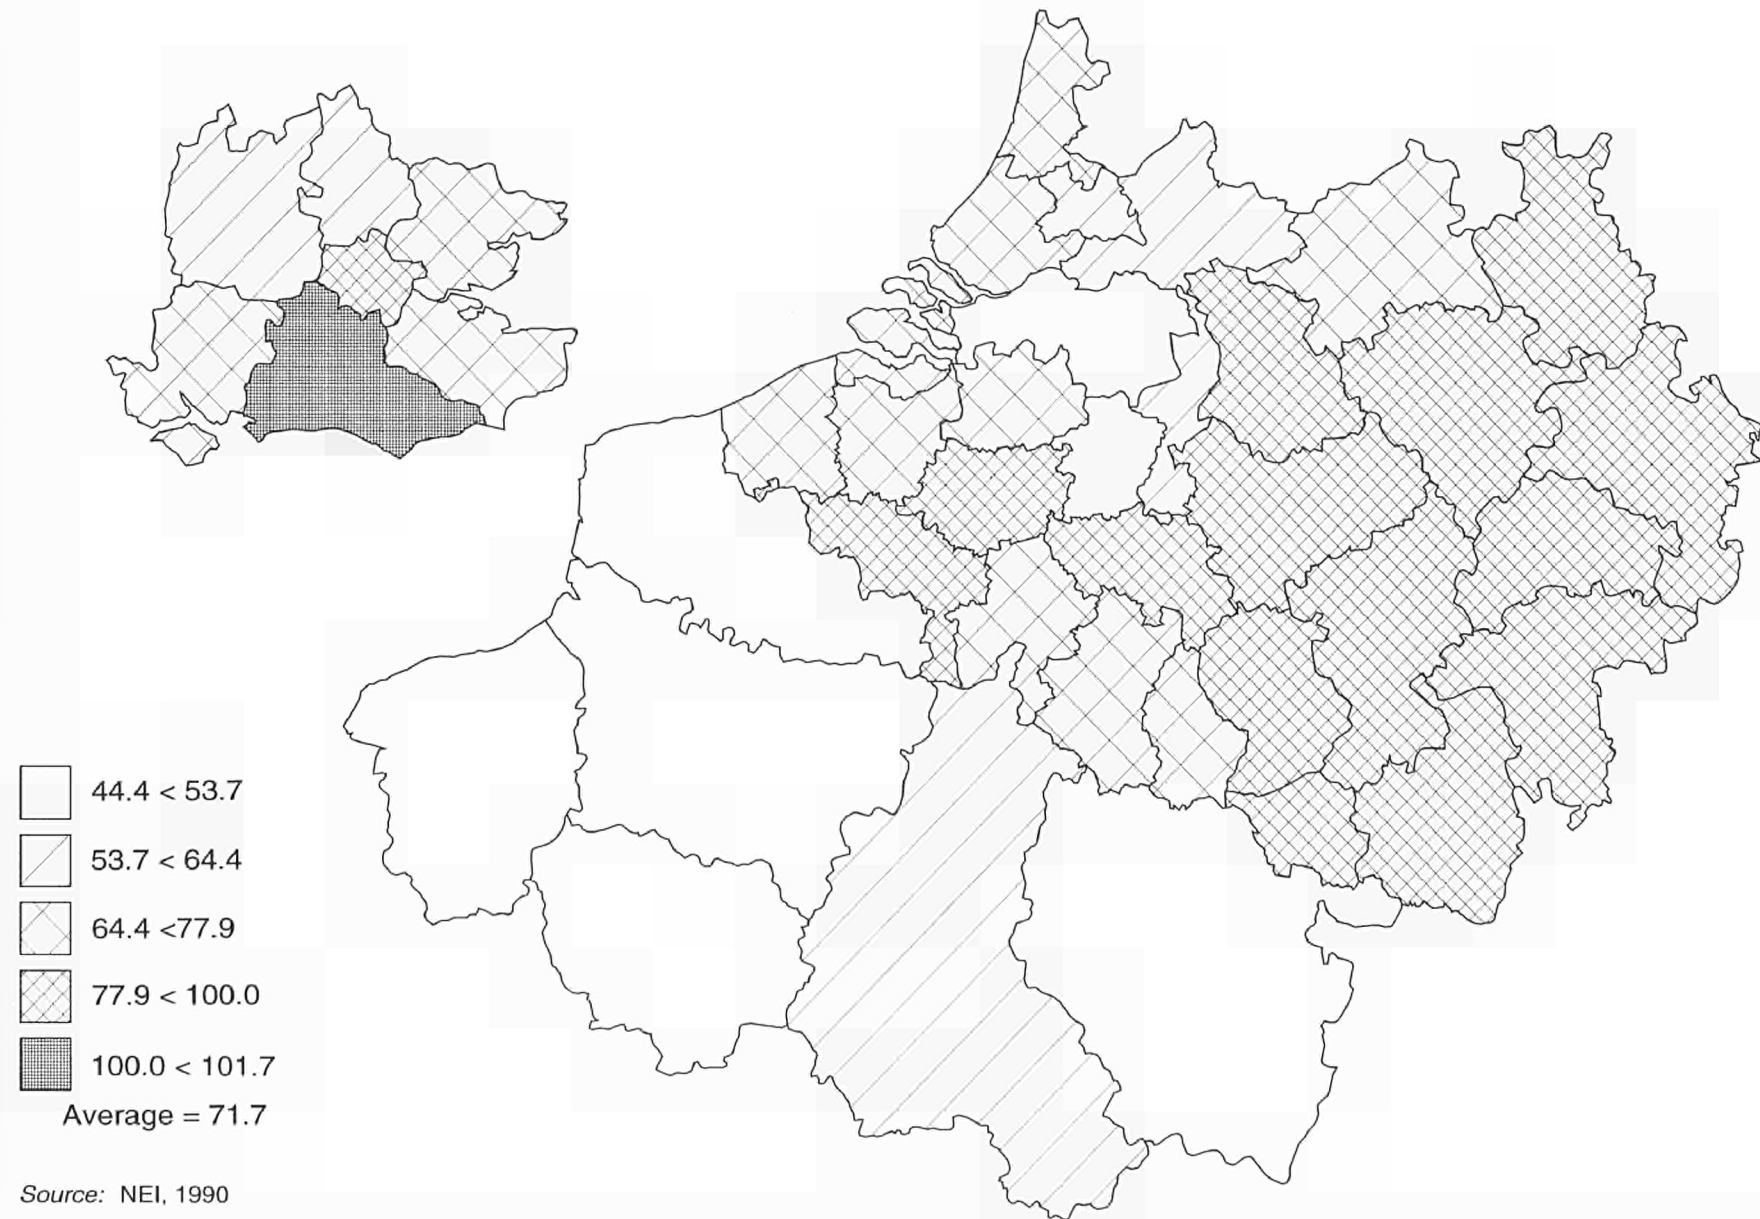 44.4 < 53.7
53.7 < 64.4
64.4 <77.9
77.9 < 100.0
100.0 < 101.7
Average = 71.7
Source: NEI, 1990